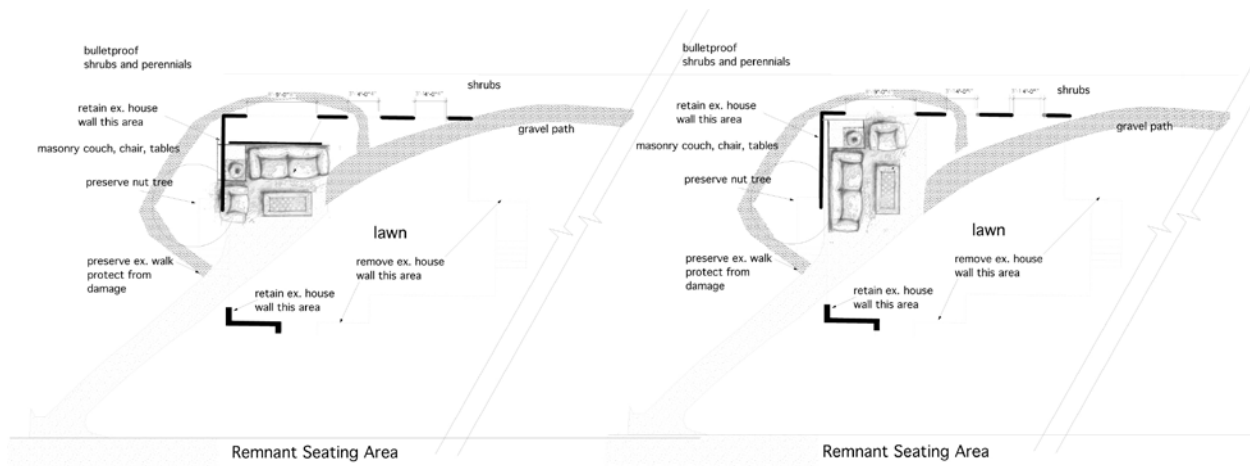 bulletproof
shrubs and perennials
shrubs
retain ex. house
wall this area
gravel path
masonry couch, chair, tables
preserve nut tree
lawn
preserve ex. walk
protect from
damage
remove ex. house
wall this area
retain ex. house
wall this area
Remnant Seating Area
bulletproof
shrubs and perennials
shrubs
retain ex. house
wall this area
gravel path
masonry couch, chair, tables
preserve nut tree
lawn
preserve ex. walk
protect from
damage
remove ex. house
wall this area
retain ex. house
wall this area
Remnant Seating Area